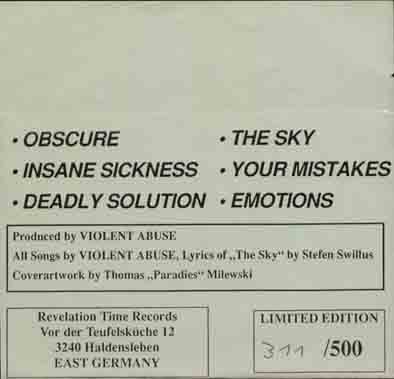 • OBSCURE • THE SKY
• INSANE SICKNESS • YOUR MISTAKES
• DEADLY SOLUTION • EMOTIONS
Produced by VIOLENT ABUSE
All Songs by VIOLENT ABUSE, Lyrics of „The Sky“ by Stefen Swillus
Coverartwork by Thomas „Paradies“ Milewski
Revelation Time Records
Vor der Teufelsküche 12
3240 Haldensleben
EAST GERMANY
LIMITED EDITION
311 /500